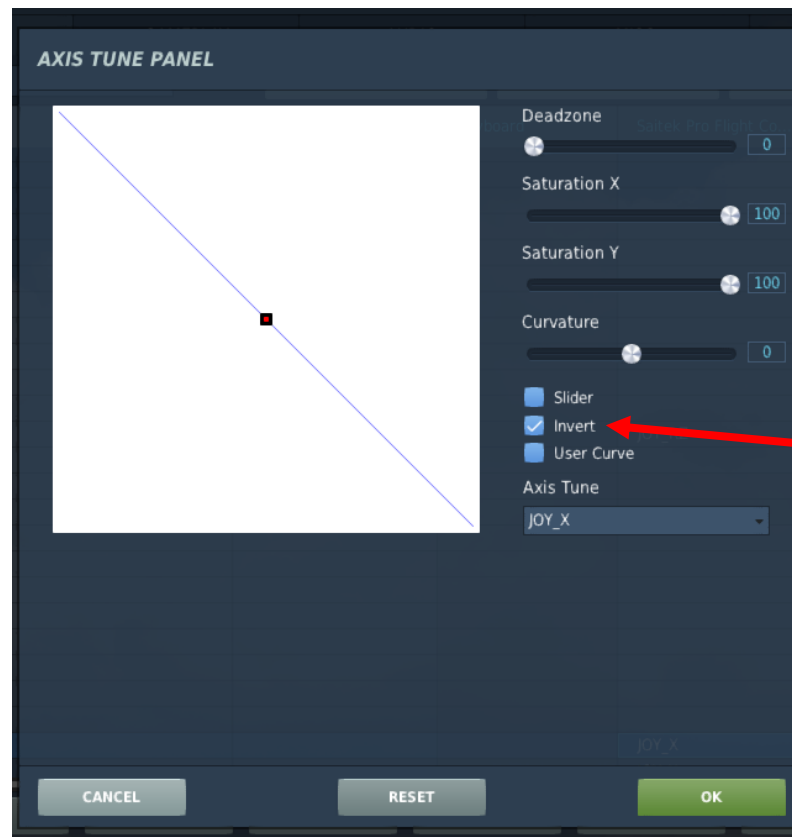 AXIS TUNE PANEL
Deadzone
0
Saturation X
100
Saturation Y
100
Curvature
0
Slider
Invert
User Curve
Axis Tune
JOY_X
JOY_X
CANCEL
RESET
OK